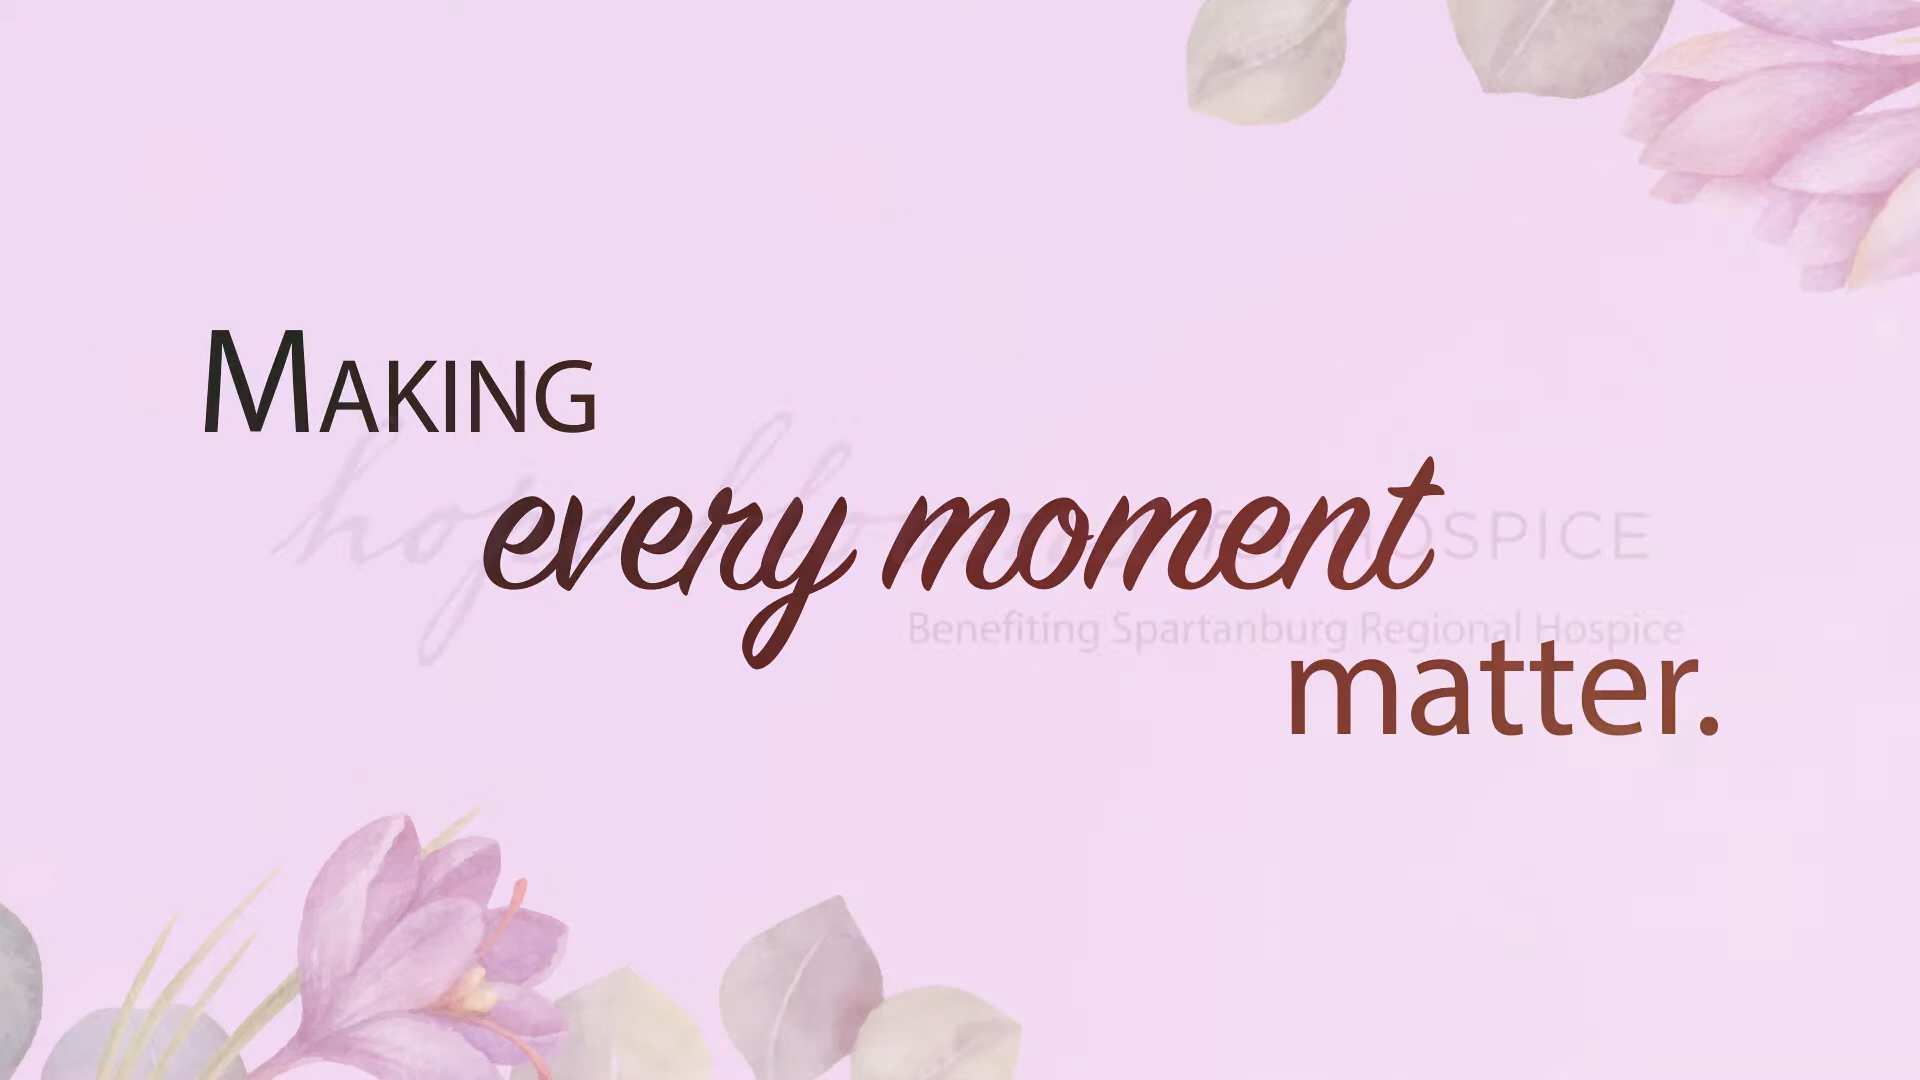 Making
every moment
HOSPICE
Benefiting Spartanburg Regional Hospice
matter.